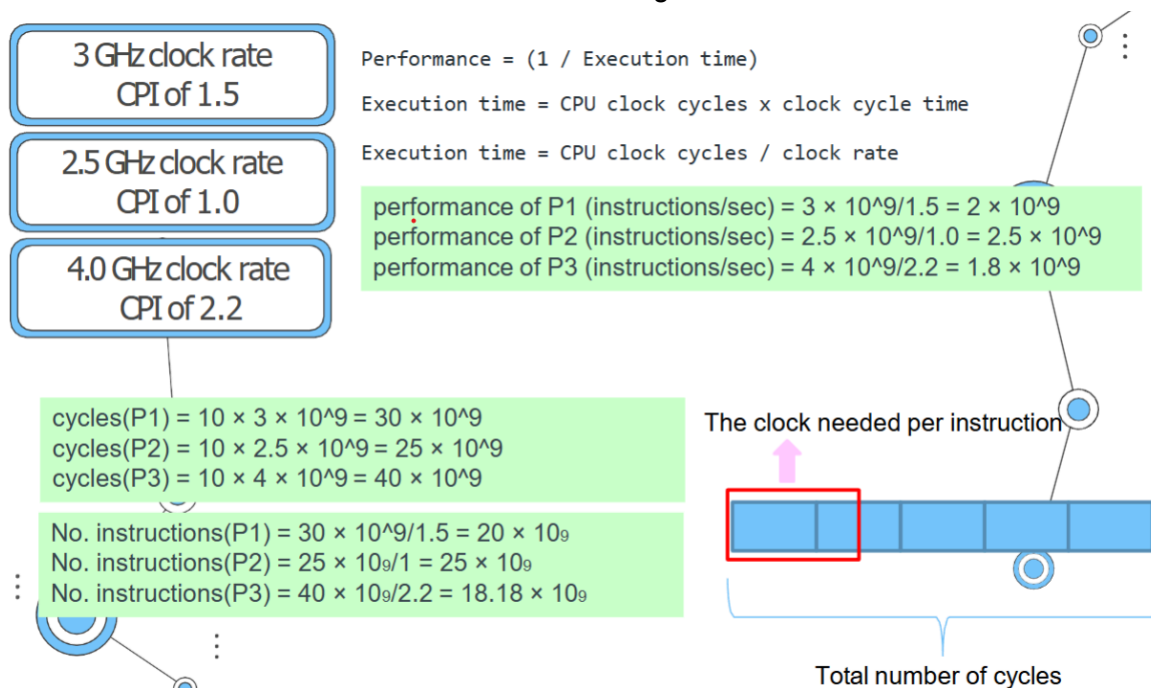 3 GHz clock rate
CPI of 1.5
2.5 GHz clock rate
CPI of 1.0
4.0 GHz clock rate
CPI of 2.2
Performance = (1 / Execution time)
Execution time = CPU clock cycles x clock cycle time
Execution time = CPU clock cycles / clock rate
performance of P1 (instructions/sec) = 3 × 10^9/1.5 = 2 × 10^9
performance of P2 (instructions/sec) = 2.5 × 10^9/1.0 = 2.5 × 10^9
performance of P3 (instructions/sec) = 4 × 10^9/2.2 = 1.8 × 10^9
cycles(P1) = 10 × 3 × 10^9 = 30 × 10^9
cycles(P2) = 10 × 2.5 × 10^9 = 25 × 10^9
cycles(P3) = 10 × 4 × 10^9 = 40 × 10^9
No. instructions(P1) = 30 × 10^9/1.5 = 20 × 10₉
No. instructions(P2) = 25 × 10₉/1 = 25 × 10₉
No. instructions(P3) = 40 × 10₉/2.2 = 18.18 × 10₉
The clock needed per instruction
Total number of cycles